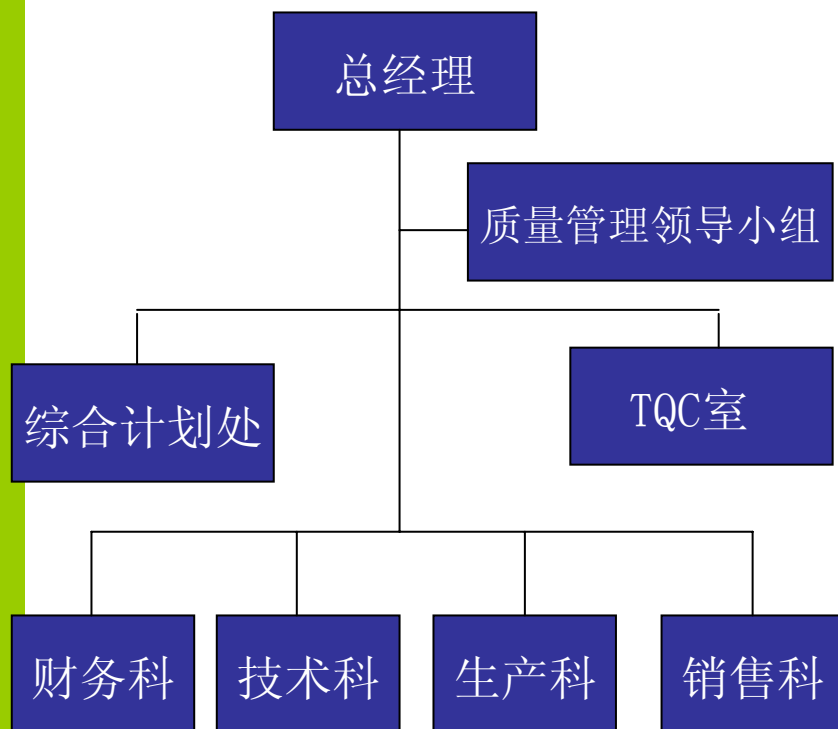 总经理
质量管理领导小组
综合计划处
TQC室
财务科
技术科
生产科
销售科